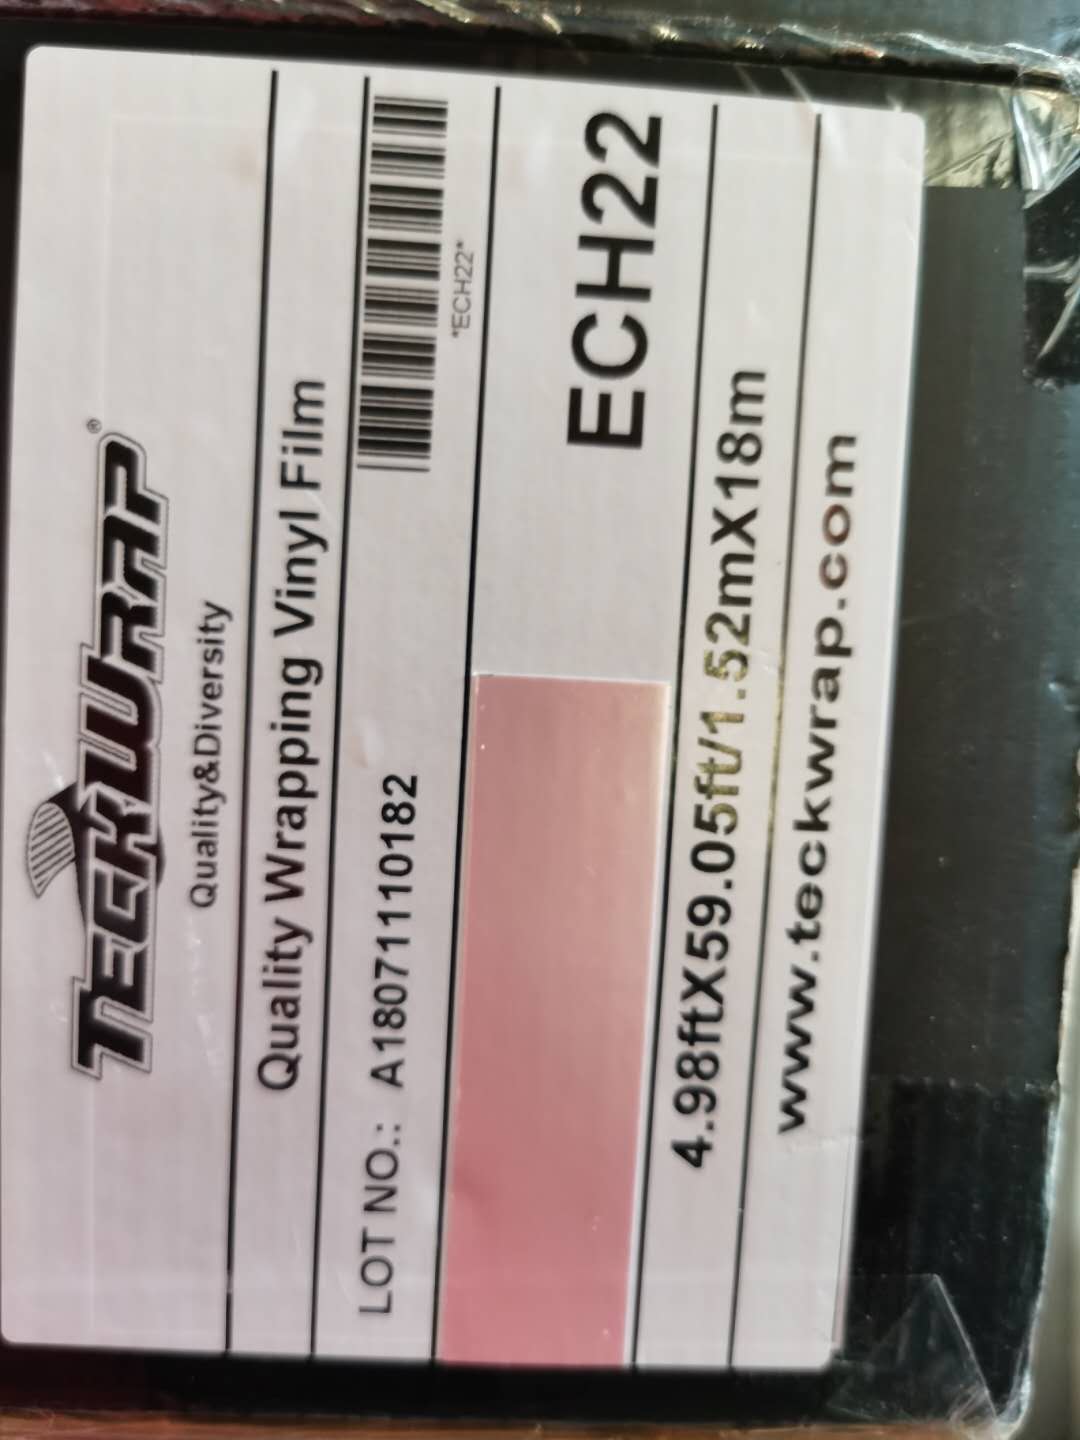 TECKWRAP®
Quality&Diversity
Quality Wrapping Vinyl Film
LOT NO.: A18071110182
*ECH22*
ECH22
4.98ftX59.05ft/1.52mX18m
www.teckwrap.com